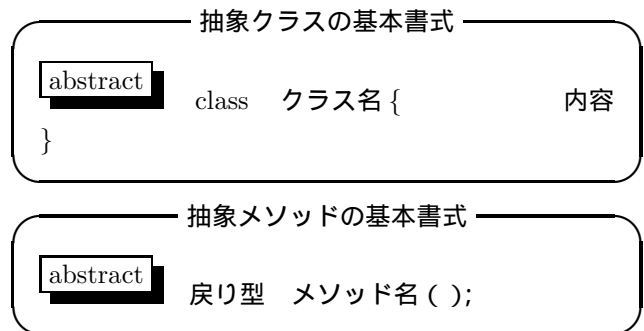 抽象クラスの基本書式
abstract class クラス名 { 内容
}
抽象メソッドの基本書式
abstract 戻り型 メソッド名 ( );